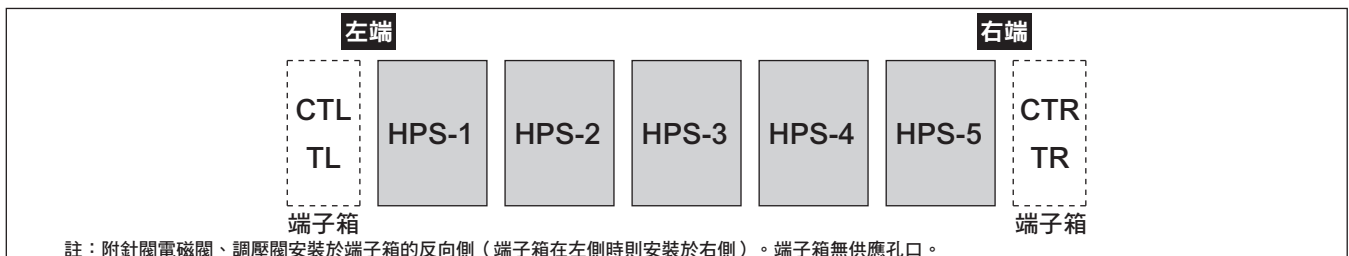 左端 右端
CTL HPS-1 HPS-2 HPS-3 HPS-4 HPS-5 CTR
TL TR
端子箱 端子箱
註：附針閥電磁閥、調壓閥安裝於端子箱的反向側（端子箱在左側時則安裝於右側）。端子箱無供應孔口。